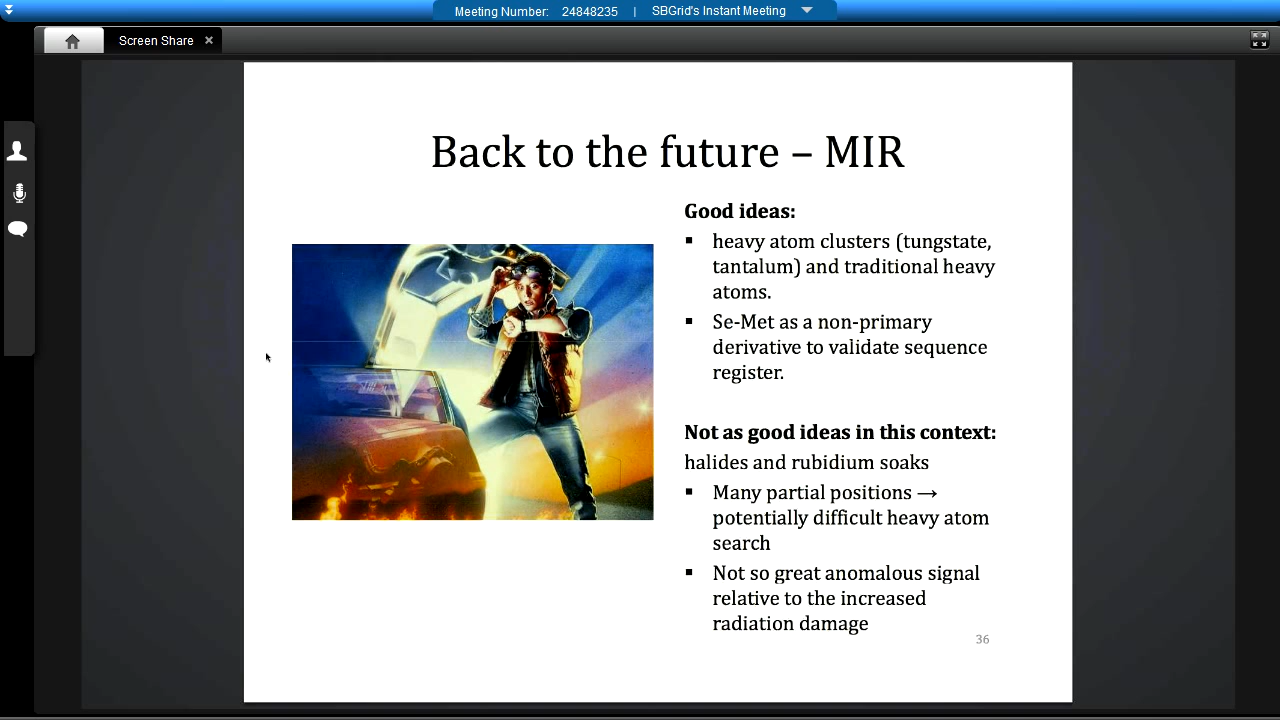 Meeting Number: 24848235 | SBGrid's Instant Meeting
Screen Share
Back to the future – MIR
Good ideas:
▪ heavy atom clusters (tungstate,
tantalum) and traditional heavy
atoms.
▪ Se-Met as a non-primary
derivative to validate sequence
register.
Not as good ideas in this context:
halides and rubidium soaks
▪ Many partial positions →
potentially difficult heavy atom
search
▪ Not so great anomalous signal
relative to the increased
radiation damage
36